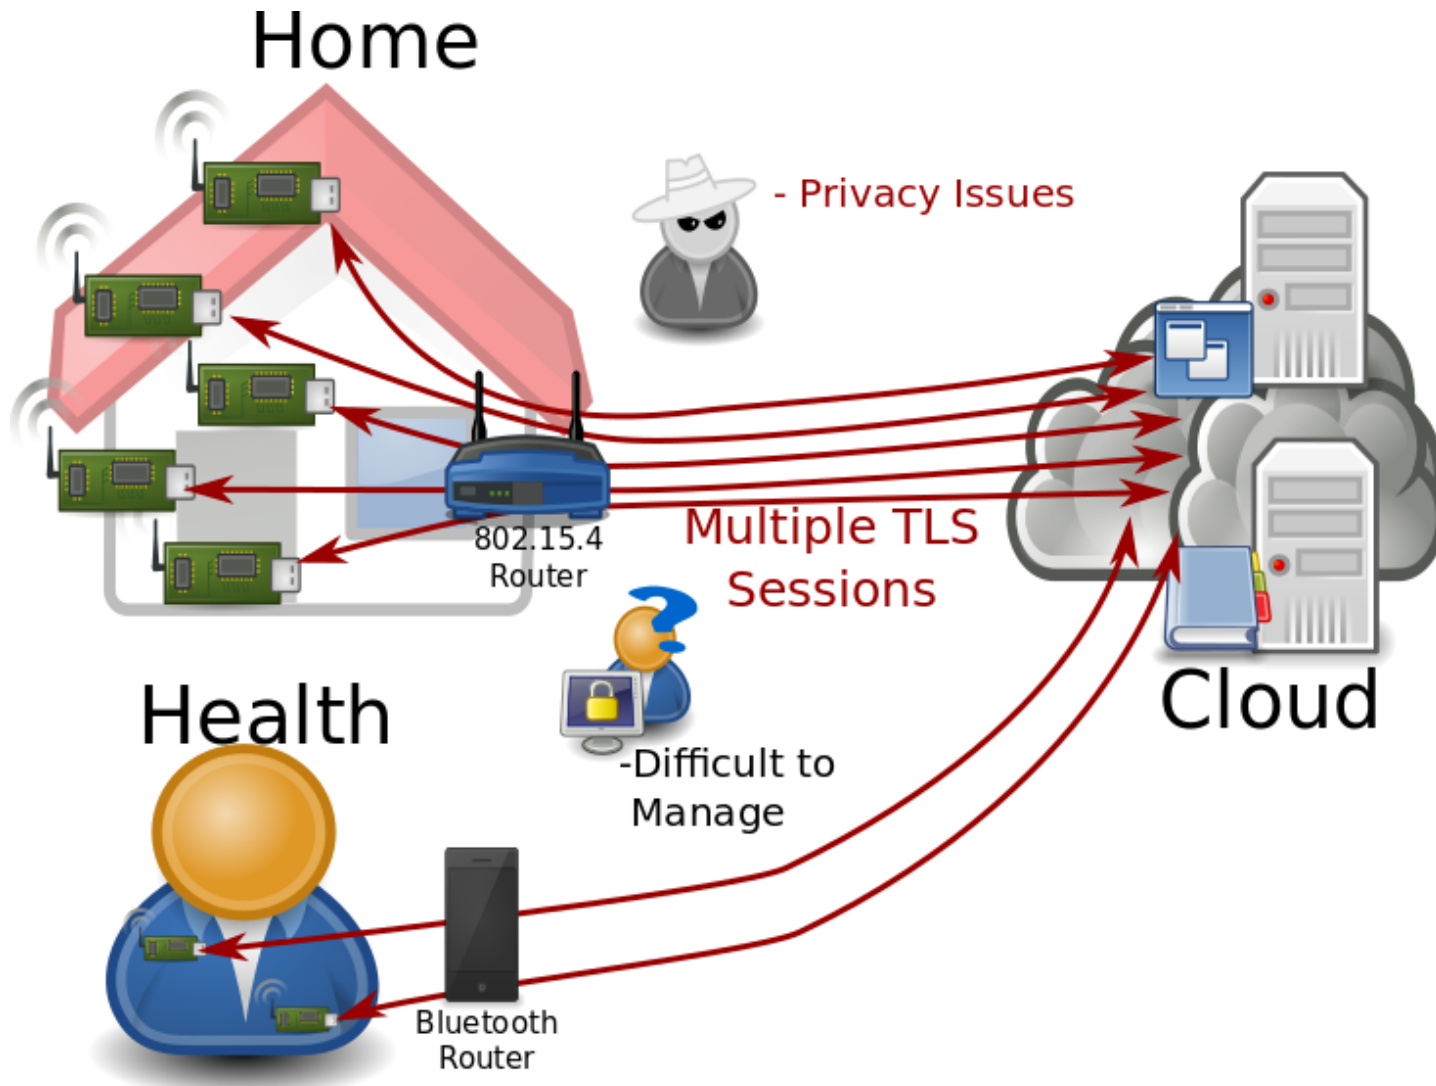 Home
- Privacy Issues
802.15.4
Router
Multiple TLS
Sessions
Health
-Difficult to
Manage
Cloud
Bluetooth
Router